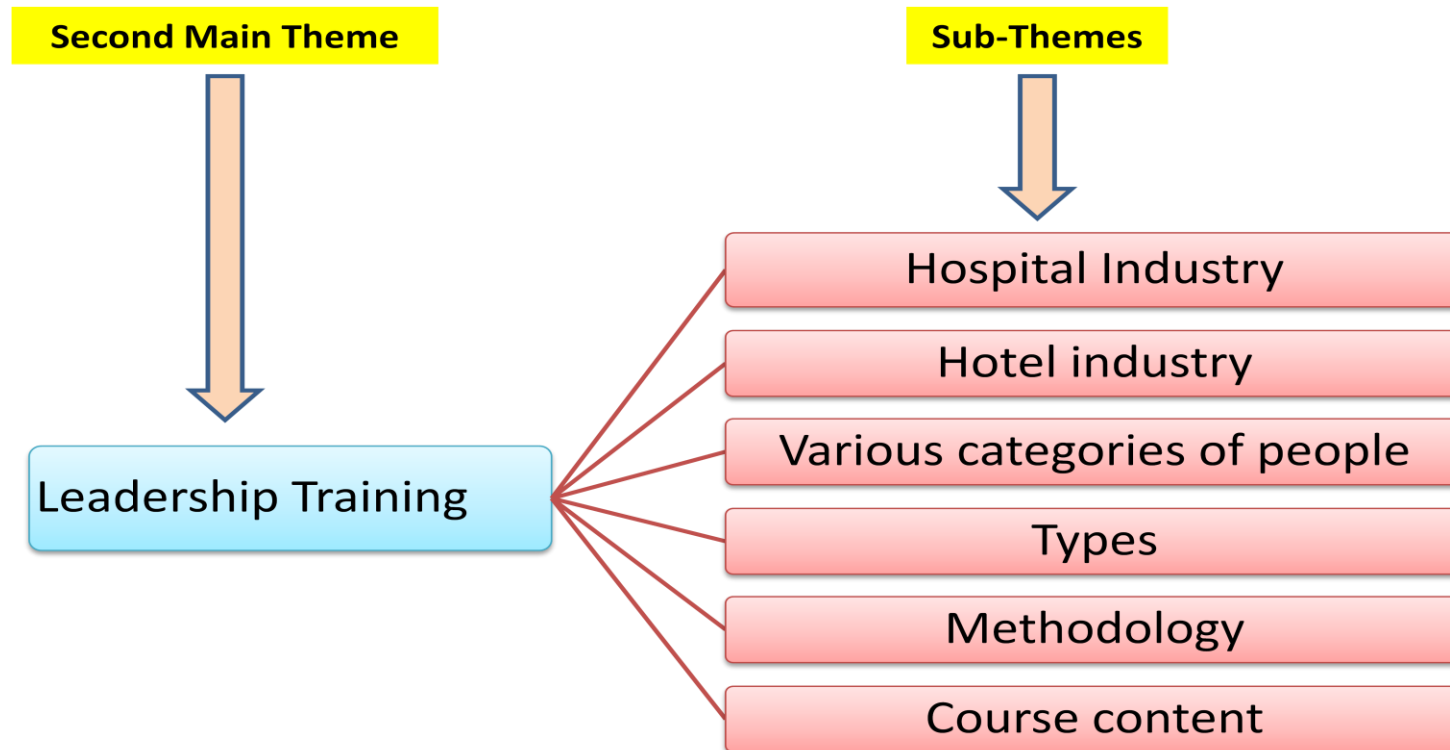 Second Main Theme
Sub-Themes
Leadership Training
Hospital Industry
Hotel industry
Various categories of people
Types
Methodology
Course content